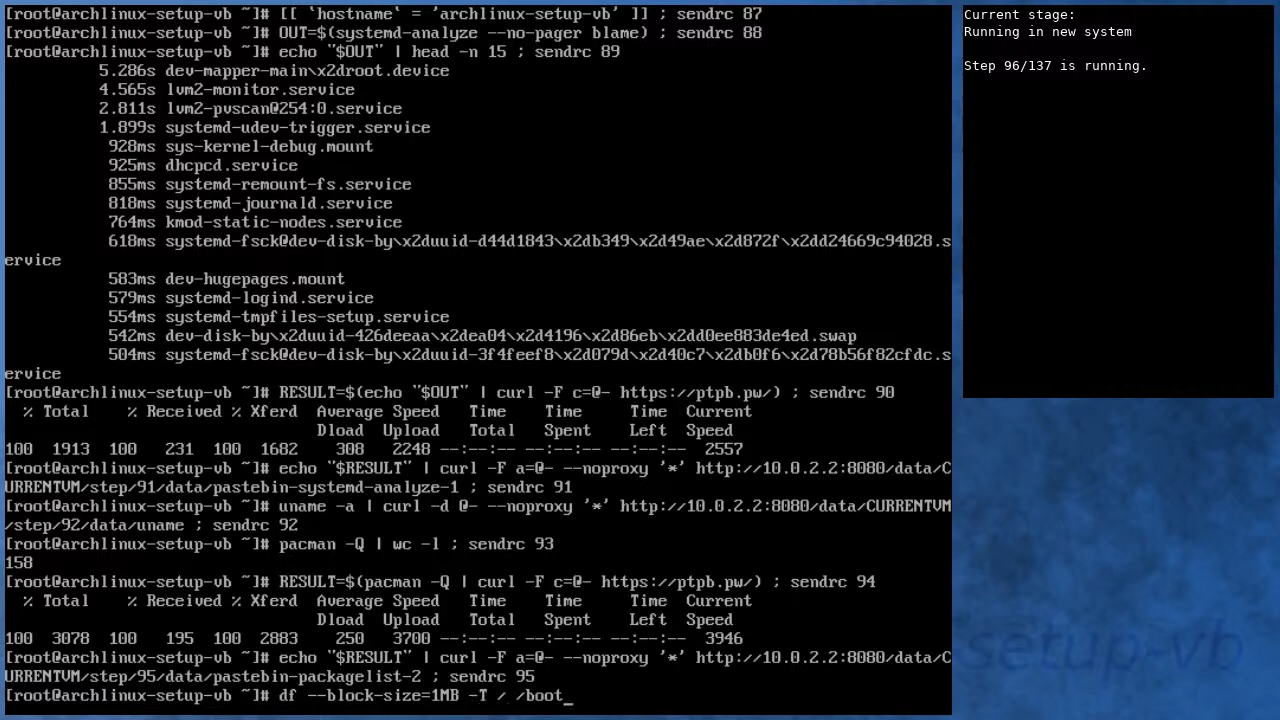 [root@archlinux-setup-vb ~]# [[ `hostname` = 'archlinux-setup-vb' ]] ; sendrc 87
[root@archlinux-setup-vb ~]# OUT=$(systemd-analyze --no-pager blame) ; sendrc 88
[root@archlinux-setup-vb ~]# echo "$OUT" | head -n 15 ; sendrc 89
5.286s dev-mapper-main\x2droot.device
4.565s lvm2-monitor.service
2.811s lvm2-pvscan@254:0.service
1.899s systemd-udev-trigger.service
928ms sys-kernel-debug.mount
925ms dhcpcd.service
855ms systemd-remount-fs.service
818ms systemd-journald.service
764ms kmod-static-nodes.service
618ms systemd-fsck@dev-disk-by\x2duuid-d44d1843\x2db349\x2d49ae\x2d872f\x2dd24669c94028.s
ervice
583ms dev-hugepages.mount
579ms systemd-logind.service
554ms systemd-tmpfiles-setup.service
542ms dev-disk-by\x2duuid-426deeaa\x2dea04\x2d4196\x2d86eb\x2dd0ee883de4ed.swap
504ms systemd-fsck@dev-disk-by\x2duuid-3f4feef8\x2d079d\x2d40c7\x2db0f6\x2d78b56f82cfdc.s
ervice
[root@archlinux-setup-vb ~]# RESULT=$(echo "$OUT" | curl -F c=@- https://ptpb.pw/) ; sendrc 90
% Total % Received % Xferd Average Speed Time Time Time Current
Dload Upload Total Spent Left Speed
100 1913 100 231 100 1682 308 2248 --:--:-- --:--:-- --:--:-- 2557
[root@archlinux-setup-vb ~]# echo "$RESULT" | curl -F a=@- --noproxy '*' http://10.0.2.2:8080/data/C
URRENTVM/step/91/data/pastebin-systemd-analyze-1 ; sendrc 91
[root@archlinux-setup-vb ~]# uname -a | curl -d @- --noproxy '*' http://10.0.2.2:8080/data/CURRENTVM
/step/92/data/uname ; sendrc 92
[root@archlinux-setup-vb ~]# pacman -Q | wc -l ; sendrc 93
158
[root@archlinux-setup-vb ~]# RESULT=$(pacman -Q | curl -F c=@- https://ptpb.pw/) ; sendrc 94
% Total % Received % Xferd Average Speed Time Time Time Current
Dload Upload Total Spent Left Speed
100 3078 100 195 100 2883 250 3700 --:--:-- --:--:-- --:--:-- 3946
[root@archlinux-setup-vb ~]# echo "$RESULT" | curl -F a=@- --noproxy '*' http://10.0.2.2:8080/data/C
URRENTVM/step/95/data/pastebin-packagelist-2 ; sendrc 95
[root@archlinux-setup-vb ~]# df --block-size=1MB -T / /boot_
Current stage:
Running in new system
Step 96/137 is running.
setup-vb